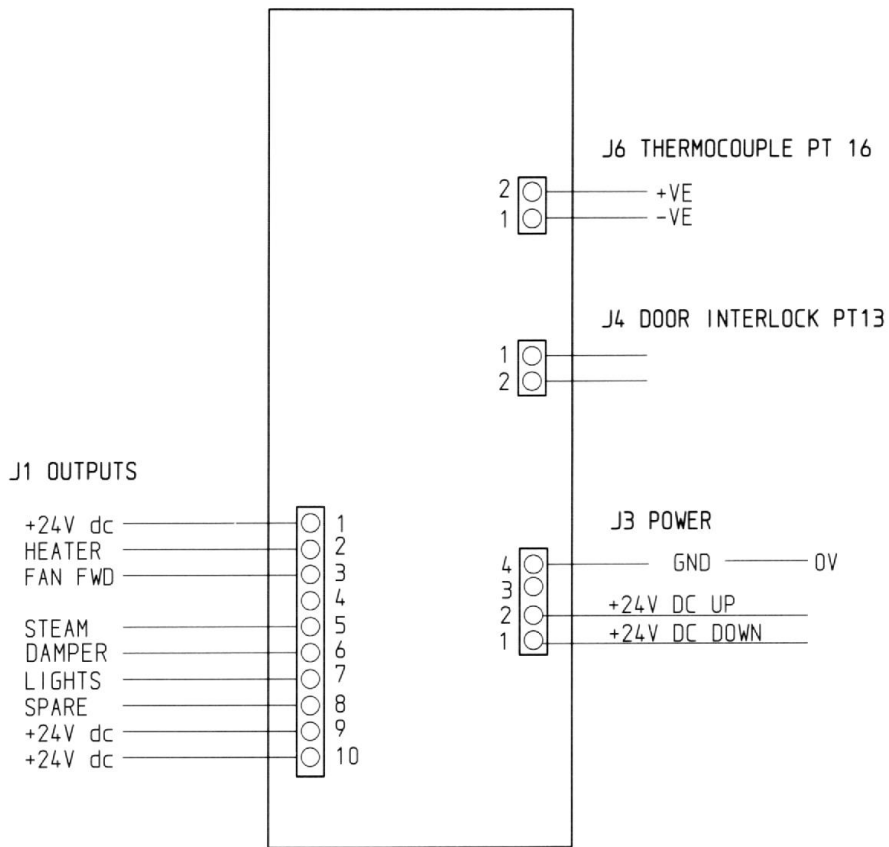 J6 THERMOCOUPLE PT 16
2 +VE
1 -VE
J4 DOOR INTERLOCK PT13
1
2
J1 OUTPUTS
+24V dc 1
HEATER 2
FAN FWD 3
4
STEAM 5
DAMPER 6
LIGHTS 7
SPARE 8
+24V dc 9
+24V dc 10
J3 POWER
4 GND 0V
3
2 +24V DC UP
1 +24V DC DOWN